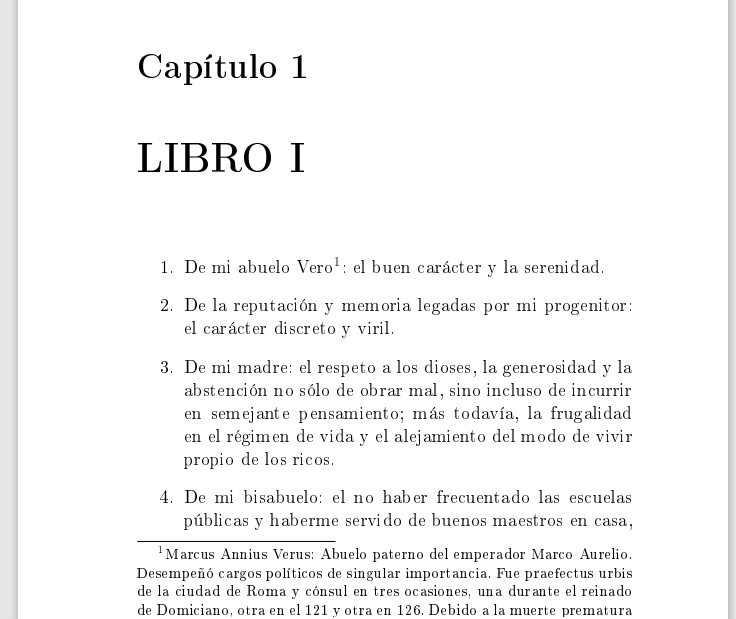 Capítulo 1
LIBRO I
1. De mi abuelo Vero¹: el buen carácter y la serenidad.
2. De la reputación y memoria legadas por mi progenitor:
el carácter discreto y viril.
3. De mi madre: el respeto a los dioses, la generosidad y la
abstención no sólo de obrar mal, sino incluso de incurrir
en semejante pensamiento; más todavía, la frugalidad
en el régimen de vida y el alejamiento del modo de vivir
propio de los ricos.
4. De mi bisabuelo: el no haber frecuentado las escuelas
públicas y haberme servido de buenos maestros en casa,
¹Marcus Annius Verus: Abuelo paterno del emperador Marco Aurelio.
Desempeñó cargos políticos de singular importancia. Fue praefectus urbis
de la ciudad de Roma y cónsul en tres ocasiones, una durante el reinado
de Domiciano, otra en el 121 y otra en 126. Debido a la muerte prematura